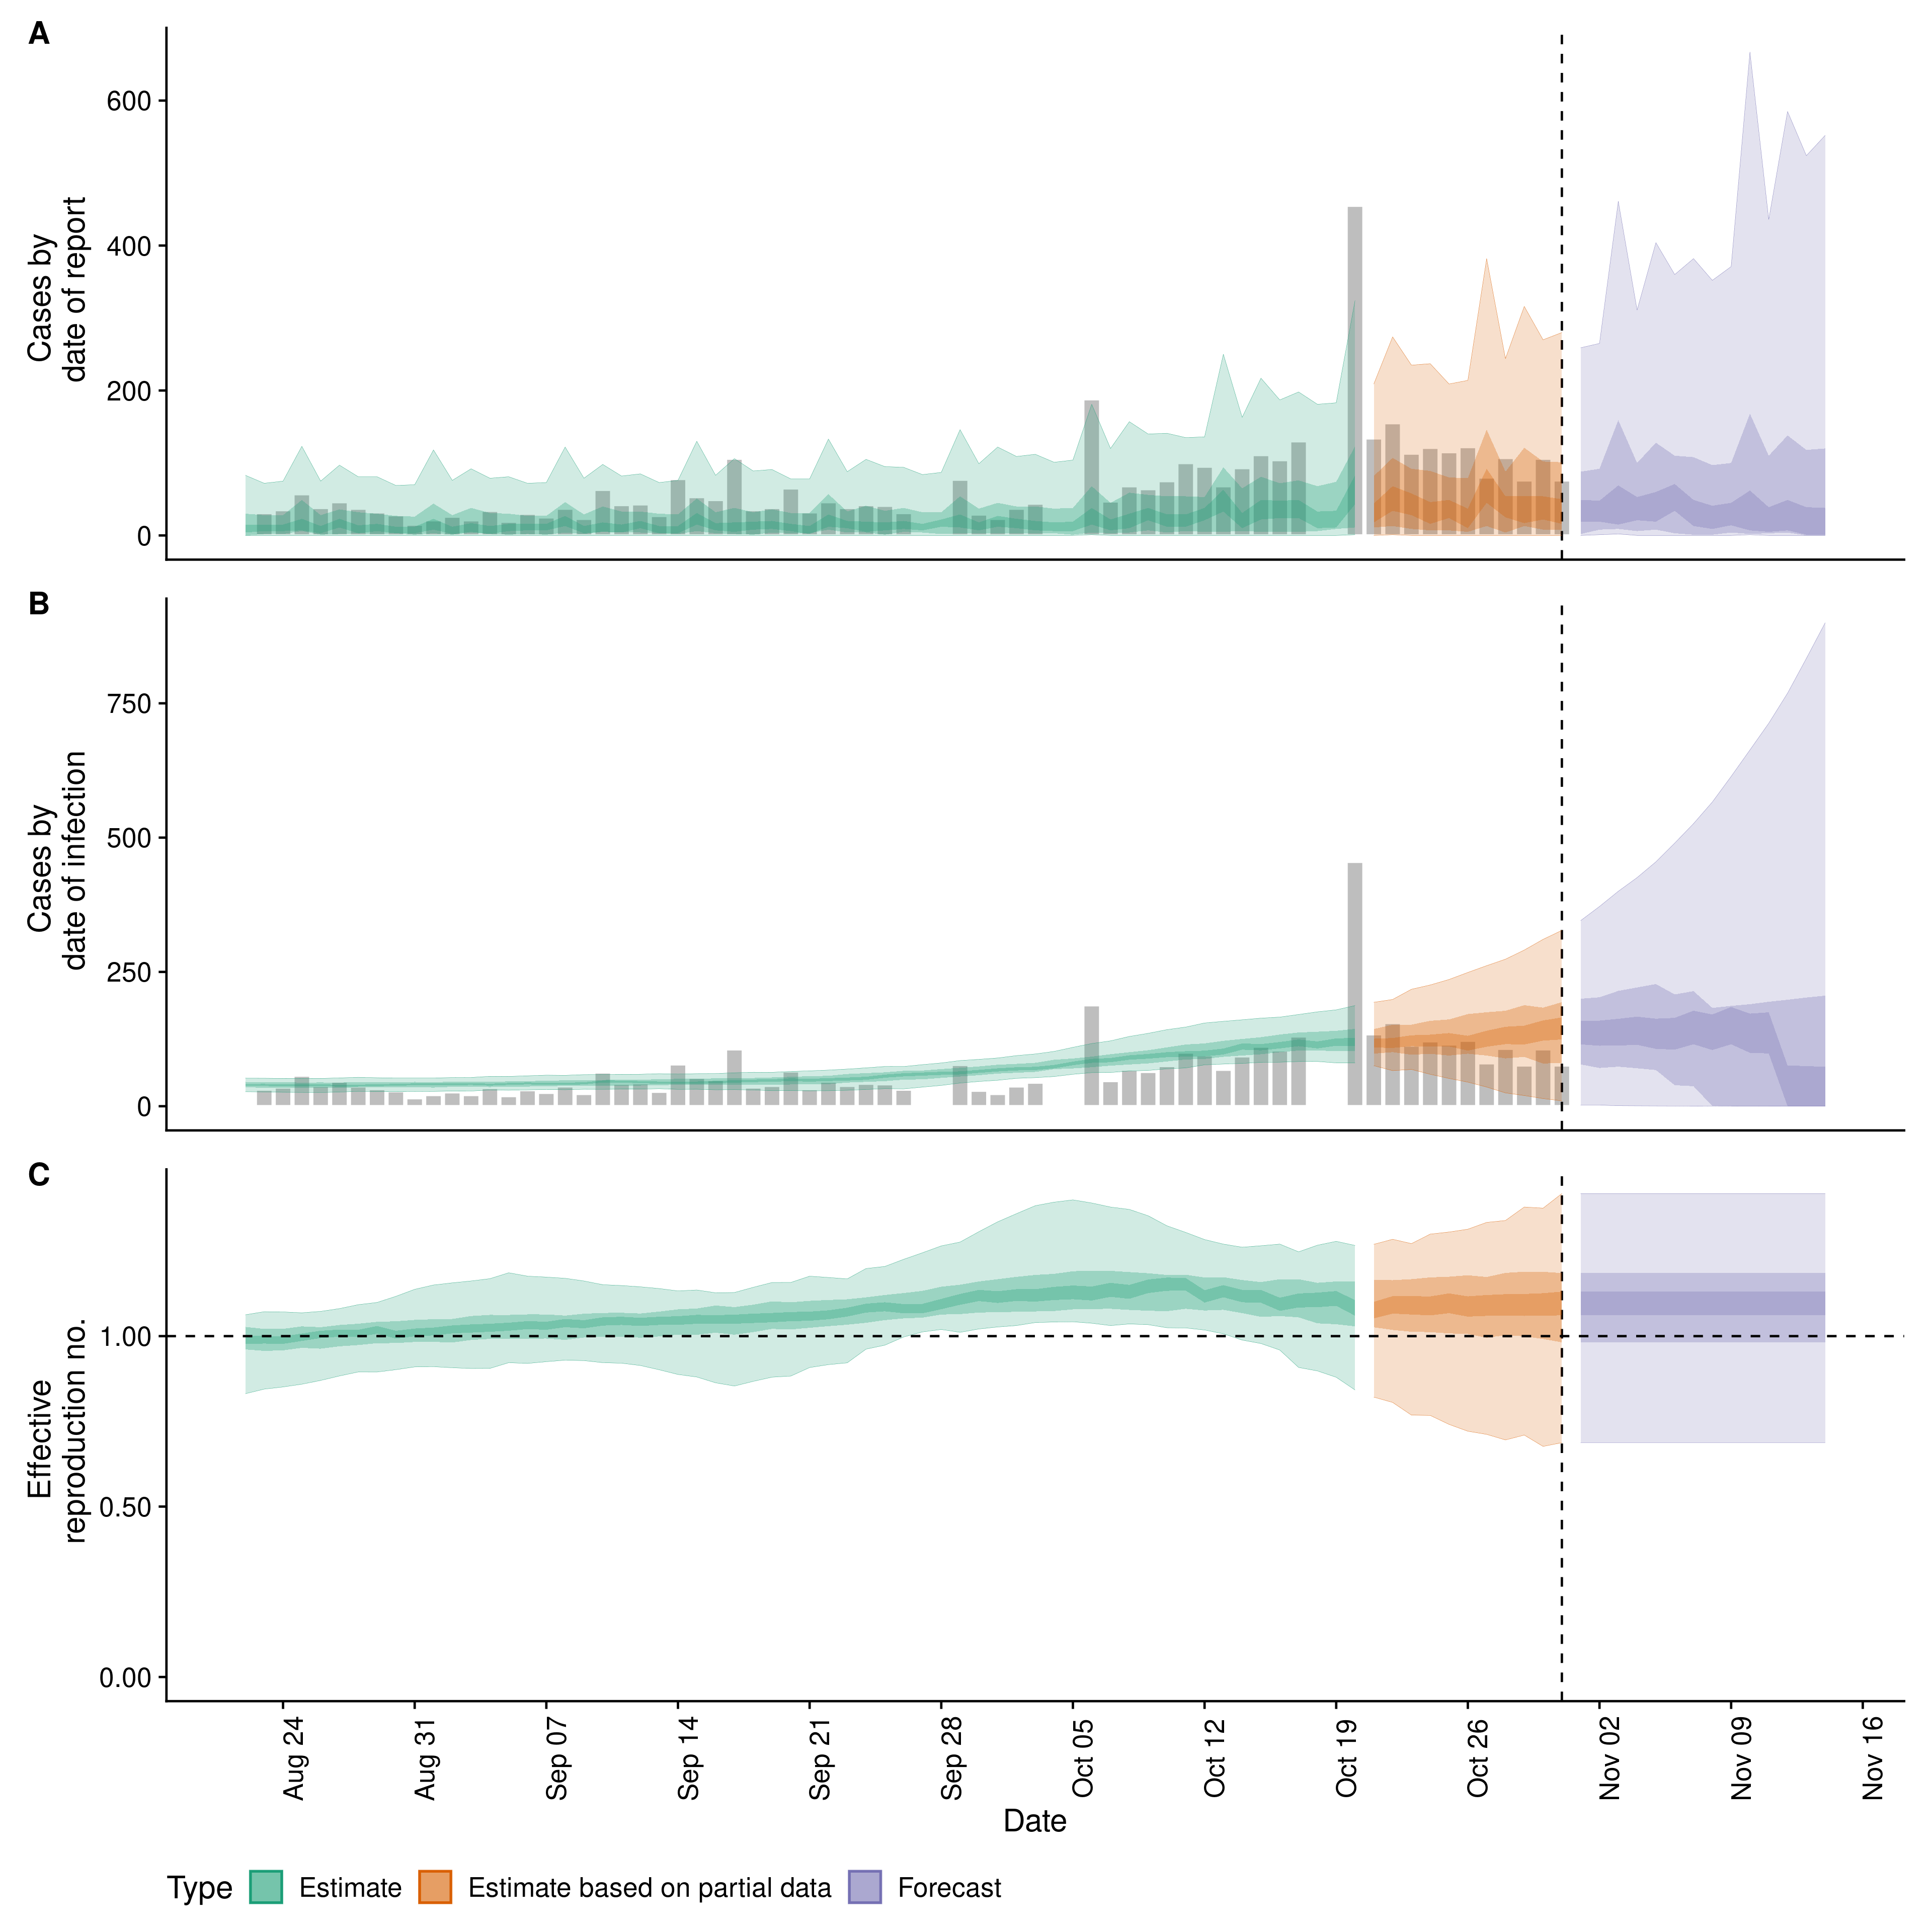 A
Cases by
date of report
600
400
200
0
B
Cases by
date of infection
750
500
250
0
C
Effective
reproduction no.
1.00
0.50
0.00
Aug 24
Aug 31
Sep 07
Sep 14
Sep 21
Sep 28
Oct 05
Oct 12
Oct 19
Oct 26
Nov 02
Nov 09
Nov 16
Date
Type Estimate Estimate based on partial data Forecast